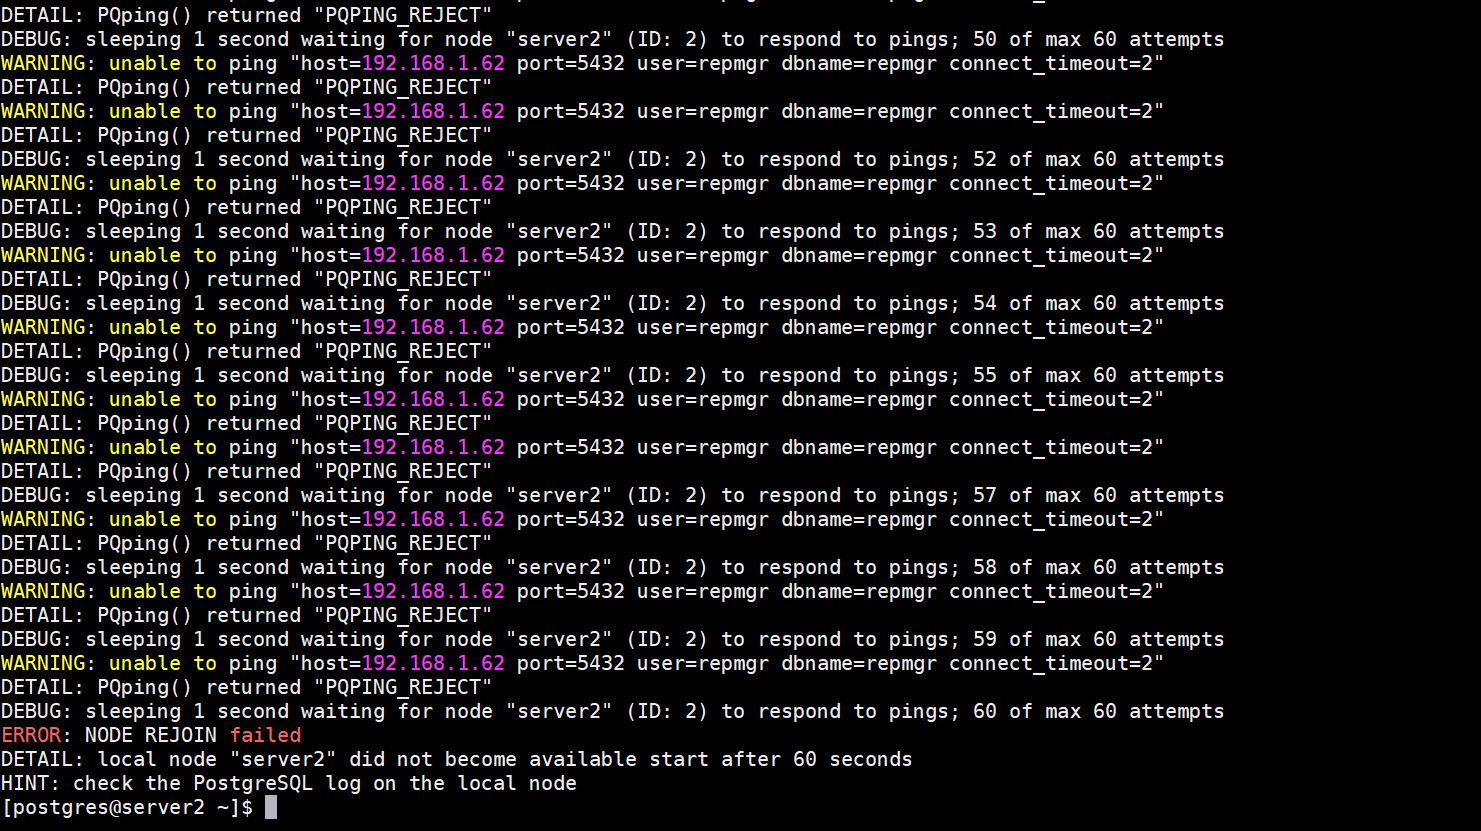 DETAIL: PQping() returned "PQPING_REJECT"
DEBUG: sleeping 1 second waiting for node "server2" (ID: 2) to respond to pings; 50 of max 60 attempts
WARNING: unable to ping "host=192.168.1.62 port=5432 user=repmgr dbname=repmgr connect_timeout=2"
DETAIL: PQping() returned "PQPING_REJECT"
WARNING: unable to ping "host=192.168.1.62 port=5432 user=repmgr dbname=repmgr connect_timeout=2"
DETAIL: PQping() returned "PQPING_REJECT"
DEBUG: sleeping 1 second waiting for node "server2" (ID: 2) to respond to pings; 52 of max 60 attempts
WARNING: unable to ping "host=192.168.1.62 port=5432 user=repmgr dbname=repmgr connect_timeout=2"
DETAIL: PQping() returned "PQPING_REJECT"
DEBUG: sleeping 1 second waiting for node "server2" (ID: 2) to respond to pings; 53 of max 60 attempts
WARNING: unable to ping "host=192.168.1.62 port=5432 user=repmgr dbname=repmgr connect_timeout=2"
DETAIL: PQping() returned "PQPING_REJECT"
DEBUG: sleeping 1 second waiting for node "server2" (ID: 2) to respond to pings; 54 of max 60 attempts
WARNING: unable to ping "host=192.168.1.62 port=5432 user=repmgr dbname=repmgr connect_timeout=2"
DETAIL: PQping() returned "PQPING_REJECT"
DEBUG: sleeping 1 second waiting for node "server2" (ID: 2) to respond to pings; 55 of max 60 attempts
WARNING: unable to ping "host=192.168.1.62 port=5432 user=repmgr dbname=repmgr connect_timeout=2"
DETAIL: PQping() returned "PQPING_REJECT"
WARNING: unable to ping "host=192.168.1.62 port=5432 user=repmgr dbname=repmgr connect_timeout=2"
DETAIL: PQping() returned "PQPING_REJECT"
DEBUG: sleeping 1 second waiting for node "server2" (ID: 2) to respond to pings; 57 of max 60 attempts
WARNING: unable to ping "host=192.168.1.62 port=5432 user=repmgr dbname=repmgr connect_timeout=2"
DETAIL: PQping() returned "PQPING_REJECT"
DEBUG: sleeping 1 second waiting for node "server2" (ID: 2) to respond to pings; 58 of max 60 attempts
WARNING: unable to ping "host=192.168.1.62 port=5432 user=repmgr dbname=repmgr connect_timeout=2"
DETAIL: PQping() returned "PQPING_REJECT"
DEBUG: sleeping 1 second waiting for node "server2" (ID: 2) to respond to pings; 59 of max 60 attempts
WARNING: unable to ping "host=192.168.1.62 port=5432 user=repmgr dbname=repmgr connect_timeout=2"
DETAIL: PQping() returned "PQPING_REJECT"
DEBUG: sleeping 1 second waiting for node "server2" (ID: 2) to respond to pings; 60 of max 60 attempts
ERROR: NODE REJOIN failed
DETAIL: local node "server2" did not become available start after 60 seconds
HINT: check the PostgreSQL log on the local node
[postgres@server2 ~]$